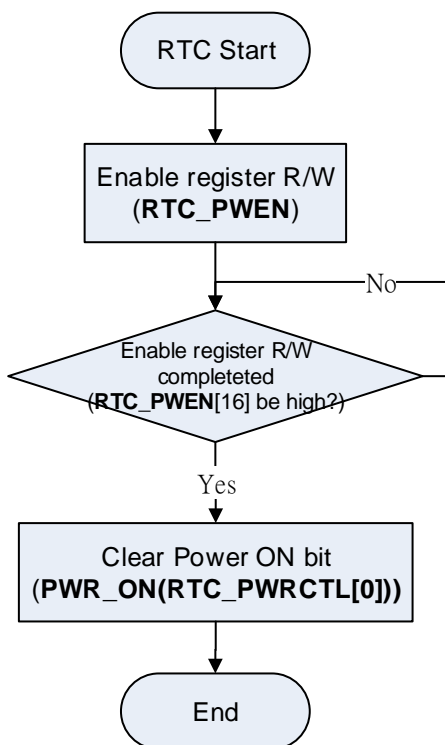 RTC Start
Enable register R/W
(RTC_PWEN)
No
Enable register R/W
completeted
(RTC_PWEN[16] be high?)
Yes
Clear Power ON bit
(PWR_ON(RTC_PWRCTL[0]))
End